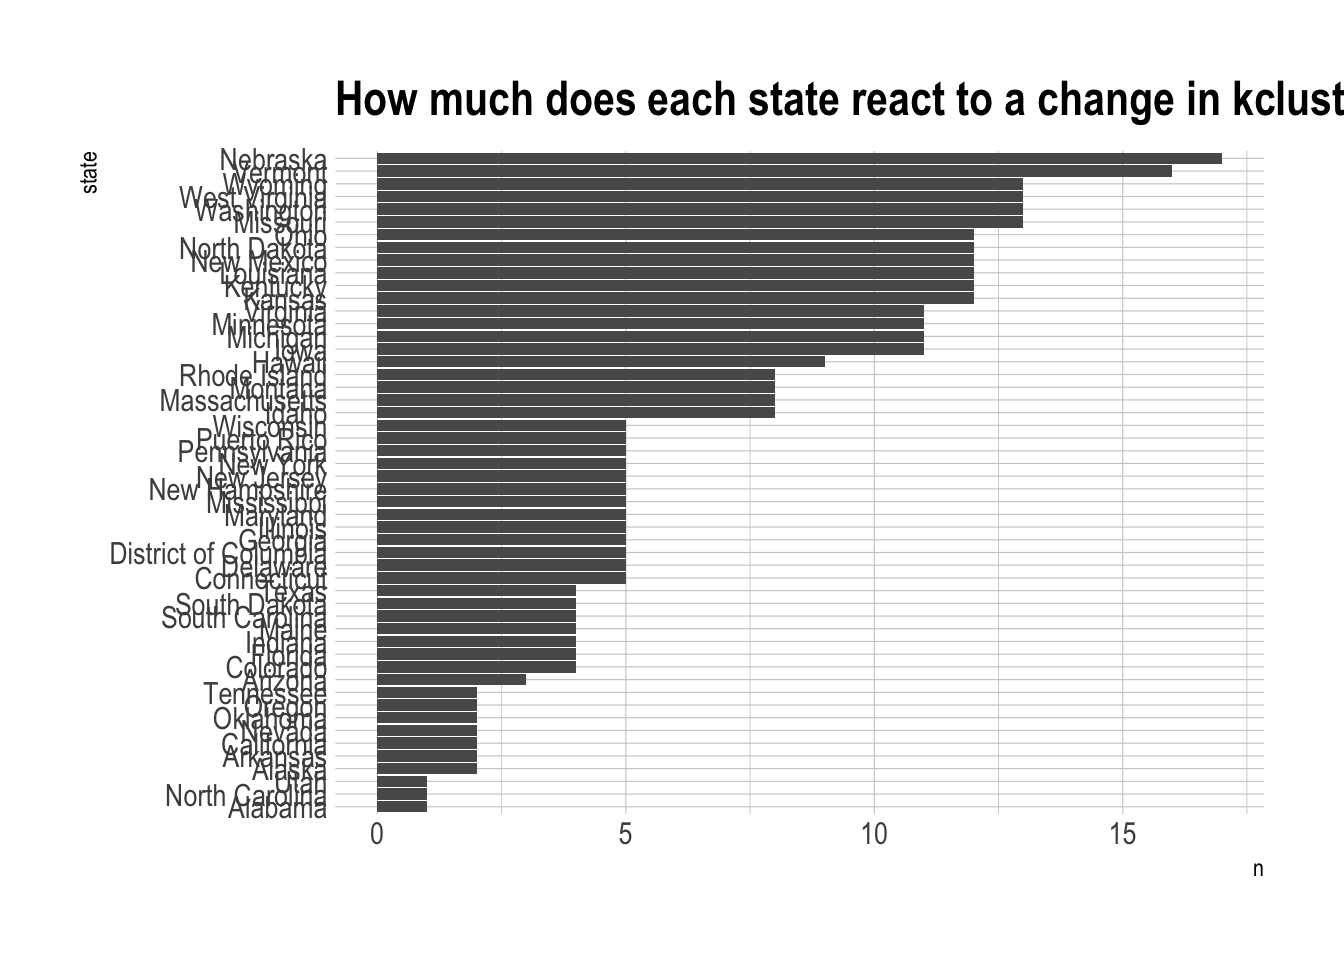 How much does each state react to a change in kclust
state
Nebraska
Vermont
Wyoming
West Virginia
Washington
Missouri
Ohio
North Dakota
New Mexico
Louisiana
Kentucky
Kansas
Virginia
Minnesota
Michigan
Iowa
Hawaii
Rhode Island
Montana
Massachusetts
Idaho
Wisconsin
Puerto Rico
Pennsylvania
New York
New Jersey
New Hampshire
Mississippi
Maryland
Illinois
Georgia
District of Columbia
Delaware
Connecticut
Texas
South Dakota
South Carolina
Maine
Indiana
Florida
Colorado
Arizona
Tennessee
Oregon
Oklahoma
Nevada
California
Arkansas
Alaska
Utah
North Carolina
Alabama
0 5 10 15
n